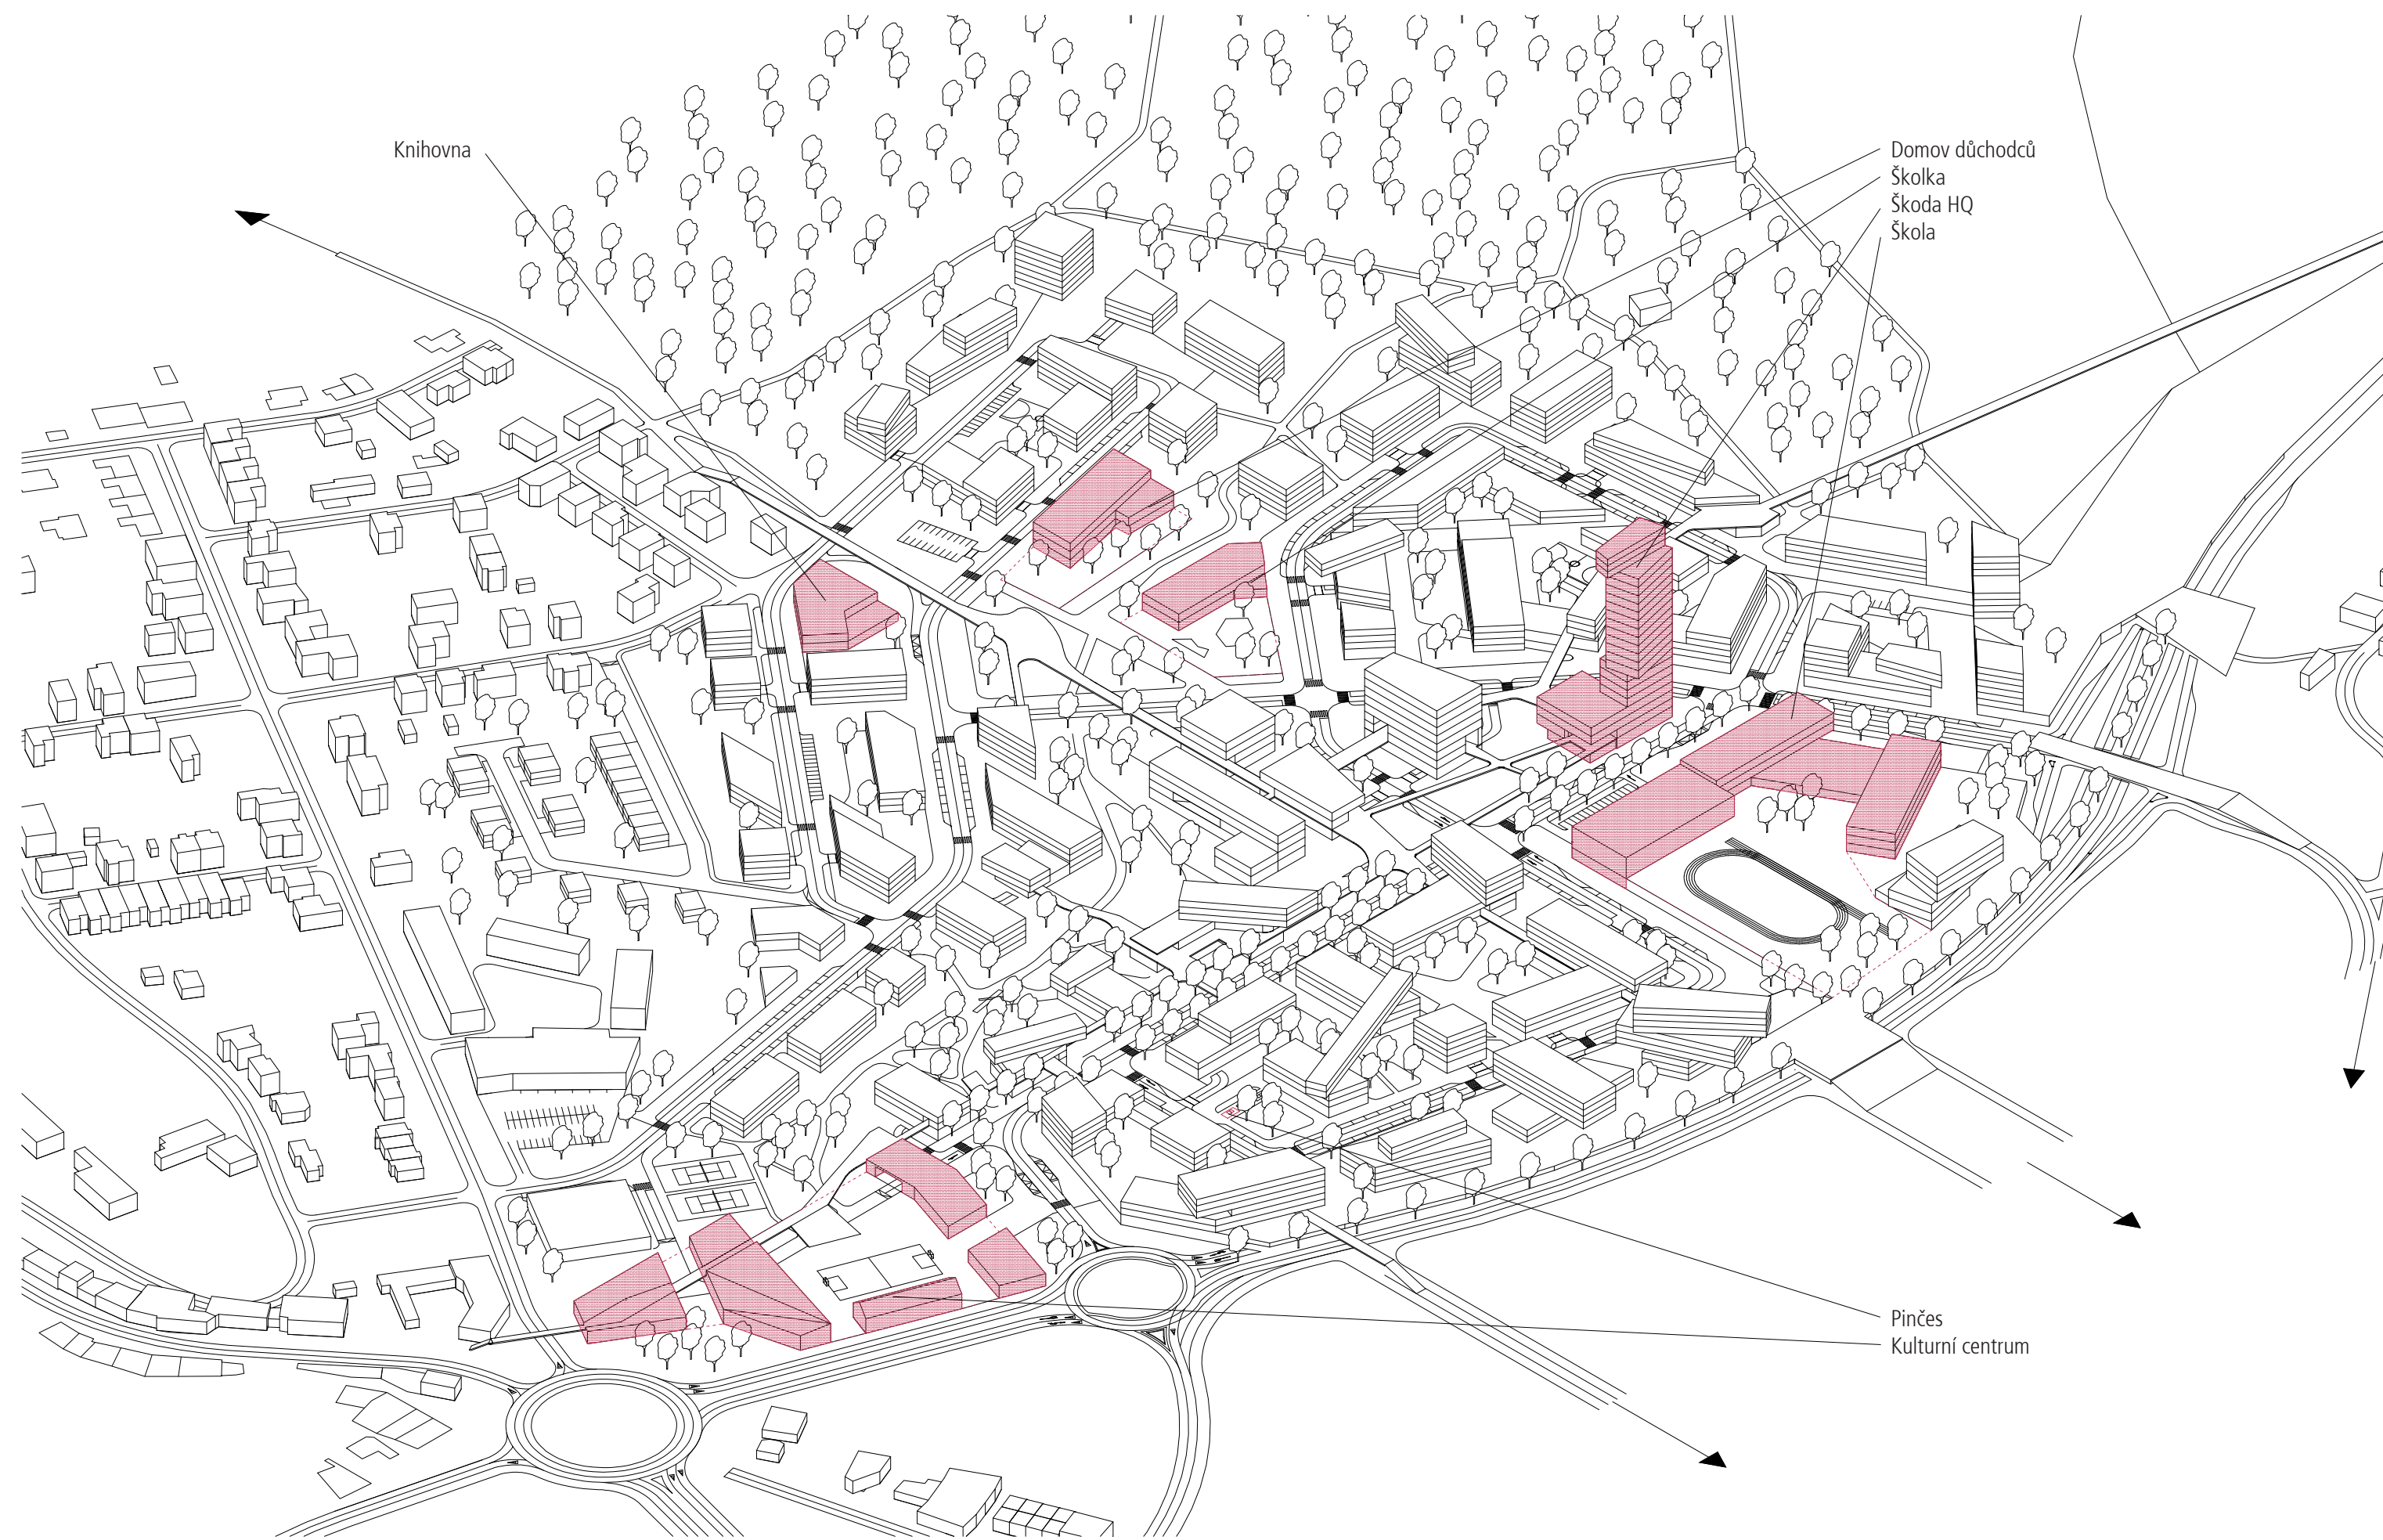 Knihovna
Domov důchodců
Školka
Škoda HQ
Škola
Pinčes
Kulturní centrum